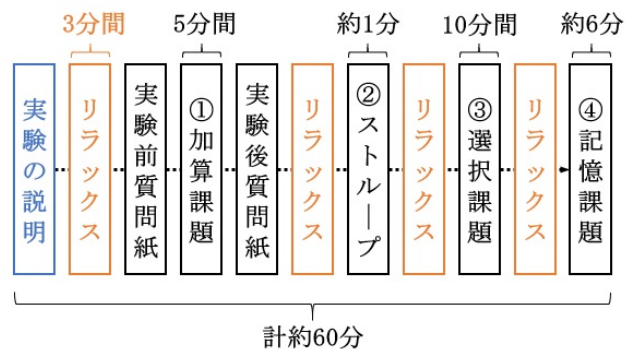 3分間
5分間
約1分
10分間
約6分
実験の説明
リラックス
実験前質問紙
①加算課題
実験後質問紙
リラックス
②ストループ
リラックス
③選択課題
リラックス
④記憶課題
計約60分